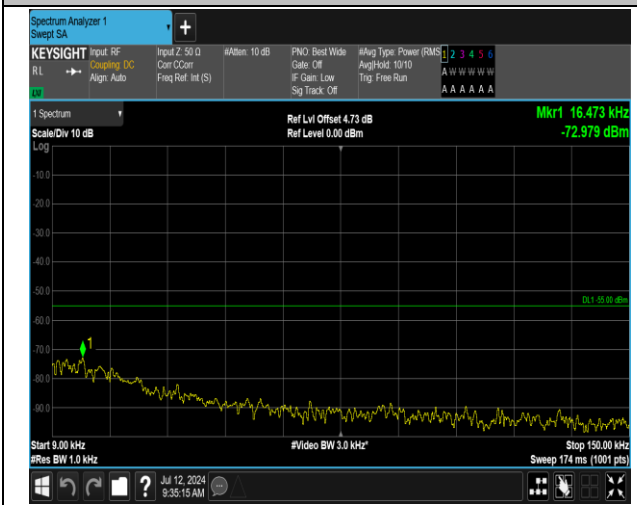 Spectrum Analyzer 1
Swept SA
+
KEYSIGHT Input: RF Input Z: 50 Ω #Atten: 10 dB PNO: Best Wide #Avg Type: Power (RMS 1 2 3 4 5 6
RL Coupling: DC Corr CCorr Gate: Off Avg|Hold: 10/10 A W W W W W
Align: Auto Freq Ref: Int (S) IF Gain: Low Trig: Free Run
Sig Track: Off A A A A A A
1 Spectrum
Scale/Div 10 dB
Ref Lvl Offset 4.73 dB
Ref Level 0.00 dBm
Mkr1 16.473 kHz
-72.979 dBm
Log
-10.0
-20.0
-30.0
-40.0
-50.0
DL1 -55.00 dBm
-60.0
1
-70.0
-80.0
-90.0
Start 9.00 kHz #Video BW 3.0 kHz* Stop 150.00 kHz
#Res BW 1.0 kHz Sweep 174 ms (1001 pts)
? Jul 12, 2024
9:35:15 AM